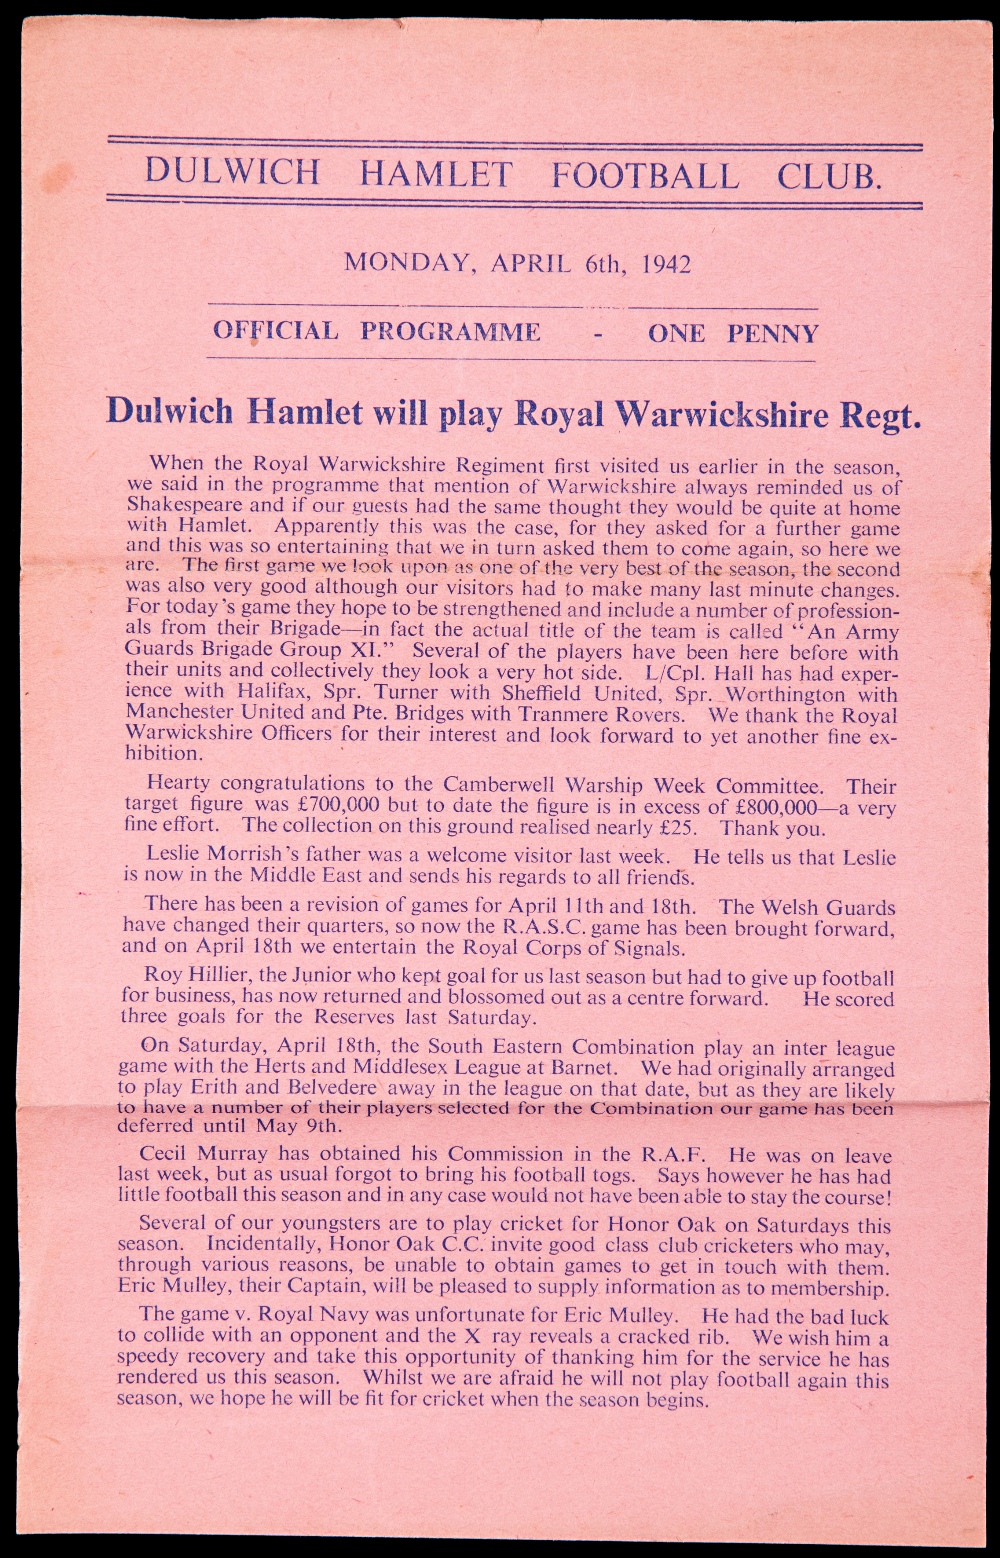 DULWICH HAMLET FOOTBALL CLUB.
MONDAY, APRIL 6th, 1942
OFFICIAL PROGRAMME - ONE PENNY
Dulwich Hamlet will play Royal Warwickshire Regt.
When the Royal Warwickshire Regiment first visited us earlier in the season,
we said in the programme that mention of Warwickshire always reminded us of
Shakespeare and if our guests had the same thought they would be quite at home
with Hamlet. Apparently this was the case, for they asked for a further game
and this was so entertaining that we in turn asked them to come again, so here we
are. The first game we look upon as one of the very best of the season, the second
was also very good although our visitors had to make many last minute changes.
For today's game they hope to be strengthened and include a number of profession-
als from their Brigade—in fact the actual title of the team is called "An Army
Guards Brigade Group XI." Several of the players have been here before with
their units and collectively they look a very hot side. L/Cpl. Hall has had exper-
ience with Halifax, Spr. Turner with Sheffield United, Spr. Worthington with
Manchester United and Pte. Bridges with Tranmere Rovers. We thank the Royal
Warwickshire Officers for their interest and look forward to yet another fine ex-
hibition.
Hearty congratulations to the Camberwell Warship Week Committee. Their
target figure was £700,000 but to date the figure is in excess of £800,000—a very
fine effort. The collection on this ground realised nearly £25. Thank you.
Leslie Morrish's father was a welcome visitor last week. He tells us that Leslie
is now in the Middle East and sends his regards to all friends.
There has been a revision of games for April 11th and 18th. The Welsh Guards
have changed their quarters, so now the R.A.S.C. game has been brought forward,
and on April 18th we entertain the Royal Corps of Signals.
Roy Hillier, the Junior who kept goal for us last season but had to give up football
for business, has now returned and blossomed out as a centre forward. He scored
three goals for the Reserves last Saturday.
On Saturday, April 18th, the South Eastern Combination play an inter league
game with the Herts and Middlesex League at Barnet. We had originally arranged
to play Erith and Belvedere away in the league on that date, but as they are likely
to have a number of their players selected for the Combination our game has been
deferred until May 9th.
Cecil Murray has obtained his Commission in the R.A.F. He was on leave
last week, but as usual forgot to bring his football togs. Says however he has had
little football this season and in any case would not have been able to stay the course!
Several of our youngsters are to play cricket for Honor Oak on Saturdays this
season. Incidentally, Honor Oak C.C. invite good class club cricketers who may,
through various reasons, be unable to obtain games to get in touch with them.
Eric Mulley, their Captain, will be pleased to supply information as to membership.
The game v. Royal Navy was unfortunate for Eric Mulley. He had the bad luck
to collide with an opponent and the X ray reveals a cracked rib. We wish him a
speedy recovery and take this opportunity of thanking him for the service he has
rendered us this season. Whilst we are afraid he will not play football again this
season, we hope he will be fit for cricket when the season begins.